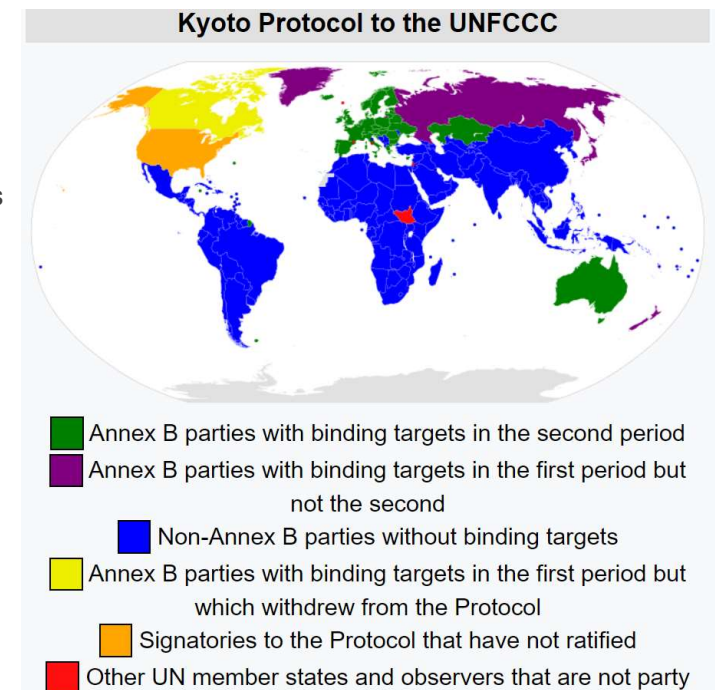 Kyoto Protocol to the UNFCCC
s
Annex B parties with binding targets in the second period
Annex B parties with binding targets in the first period but
not the second
Non-Annex B parties without binding targets
Annex B parties with binding targets in the first period but
which withdrew from the Protocol
Signatories to the Protocol that have not ratified
Other UN member states and observers that are not party